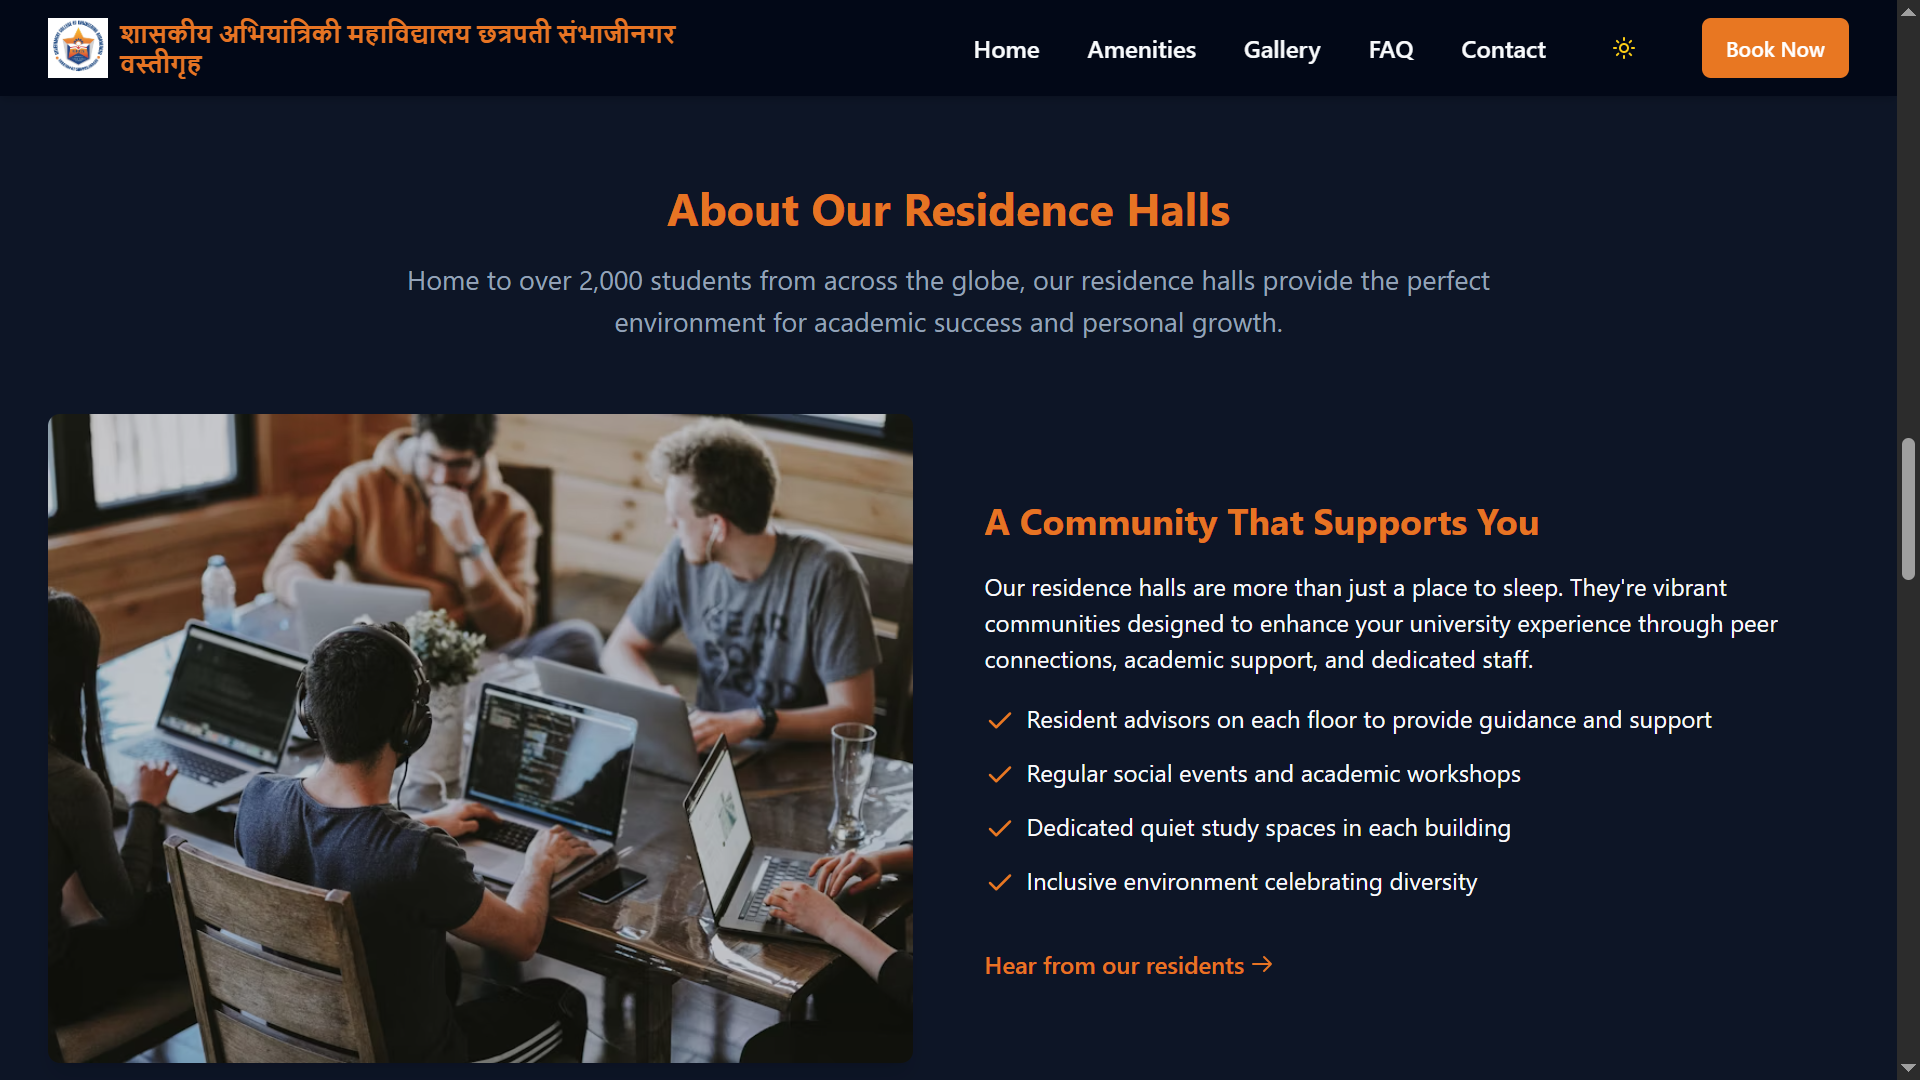 शासकीय अभियांत्रिकी महाविद्यालय छत्रपती संभाजीनगर
वस्तीगृह
Home
Amenities
Gallery
FAQ
Contact
Book Now
About Our Residence Halls
Home to over 2,000 students from across the globe, our residence halls provide the perfect
environment for academic success and personal growth.
A Community That Supports You
Our residence halls are more than just a place to sleep. They're vibrant
communities designed to enhance your university experience through peer
connections, academic support, and dedicated staff.
Resident advisors on each floor to provide guidance and support
Regular social events and academic workshops
Dedicated quiet study spaces in each building
Inclusive environment celebrating diversity
Hear from our residents →